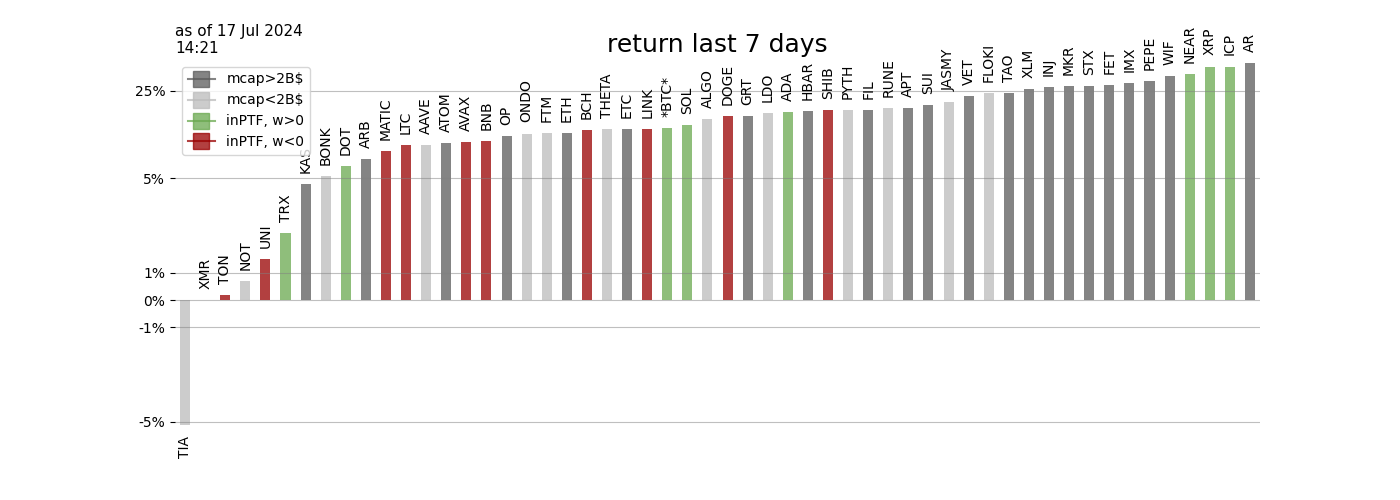 as of 17 Jul 2024
14:21
return last 7 days
mcap>2B$
mcap<2B$
inPTF, w>0
inPTF, w<0
25%
5%
1%
0%
-1%
-5%
TIA
XMR
TON
NOT
UNI
TRX
KAS
BONK
DOT
ARB
MATIC
LTC
AAVE
ATOM
AVAX
BNB
OP
ONDO
FTM
ETH
BCH
THETA
ETC
LINK
*BTC*
SOL
ALGO
DOGE
GRT
LDO
ADA
HBAR
SHIB
PYTH
FIL
RUNE
APT
SUI
JASMY
VET
FLOKI
TAO
XLM
INJ
MKR
STX
FET
IMX
PEPE
WIF
NEAR
XRP
ICP
AR